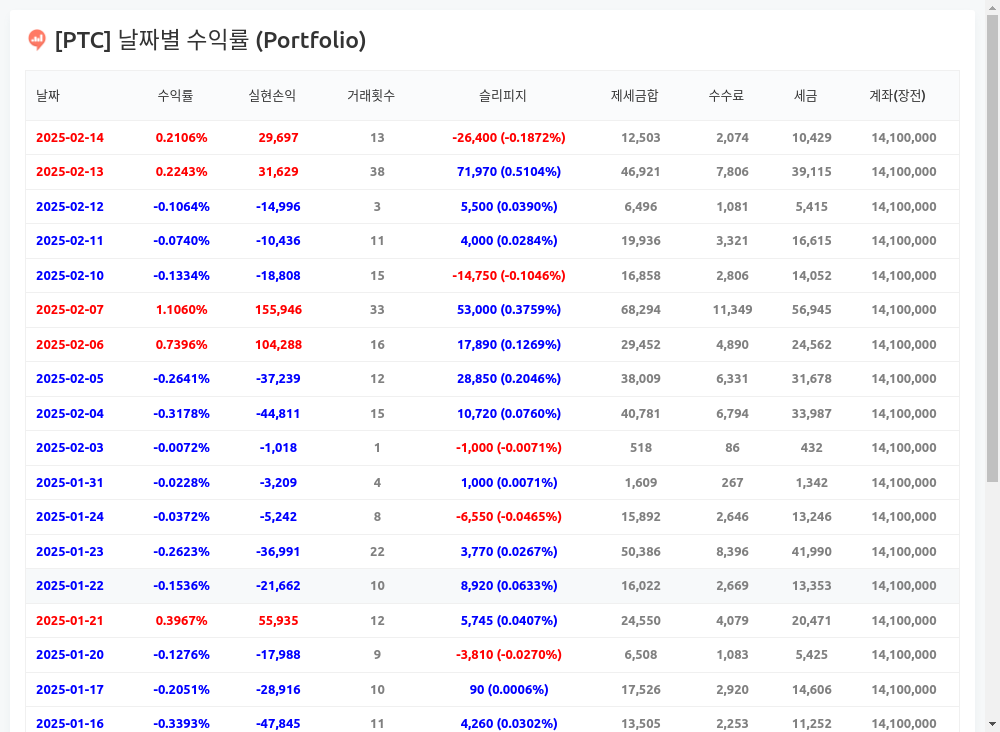 [PTC] 날짜별 수익률 (Portfolio)
날짜 수익률 실현손익 거래횟수 슬리피지 제세금합 수수료 세금 계좌(장전)
2025-02-14 0.2106% 29,697 13 -26,400 (-0.1872%) 12,503 2,074 10,429 14,100,000
2025-02-13 0.2243% 31,629 38 71,970 (0.5104%) 46,921 7,806 39,115 14,100,000
2025-02-12 -0.1064% -14,996 3 5,500 (0.0390%) 6,496 1,081 5,415 14,100,000
2025-02-11 -0.0740% -10,436 11 4,000 (0.0284%) 19,936 3,321 16,615 14,100,000
2025-02-10 -0.1334% -18,808 15 -14,750 (-0.1046%) 16,858 2,806 14,052 14,100,000
2025-02-07 1.1060% 155,946 33 53,000 (0.3759%) 68,294 11,349 56,945 14,100,000
2025-02-06 0.7396% 104,288 16 17,890 (0.1269%) 29,452 4,890 24,562 14,100,000
2025-02-05 -0.2641% -37,239 12 28,850 (0.2046%) 38,009 6,331 31,678 14,100,000
2025-02-04 -0.3178% -44,811 15 10,720 (0.0760%) 40,781 6,794 33,987 14,100,000
2025-02-03 -0.0072% -1,018 1 -1,000 (-0.0071%) 518 86 432 14,100,000
2025-01-31 -0.0228% -3,209 4 1,000 (0.0071%) 1,609 267 1,342 14,100,000
2025-01-24 -0.0372% -5,242 8 -6,550 (-0.0465%) 15,892 2,646 13,246 14,100,000
2025-01-23 -0.2623% -36,991 22 3,770 (0.0267%) 50,386 8,396 41,990 14,100,000
2025-01-22 -0.1536% -21,662 10 8,920 (0.0633%) 16,022 2,669 13,353 14,100,000
2025-01-21 0.3967% 55,935 12 5,745 (0.0407%) 24,550 4,079 20,471 14,100,000
2025-01-20 -0.1276% -17,988 9 -3,810 (-0.0270%) 6,508 1,083 5,425 14,100,000
2025-01-17 -0.2051% -28,916 10 90 (0.0006%) 17,526 2,920 14,606 14,100,000
2025-01-16 -0.3393% -47,845 11 4,260 (0.0302%) 13,505 2,253 11,252 14,100,000